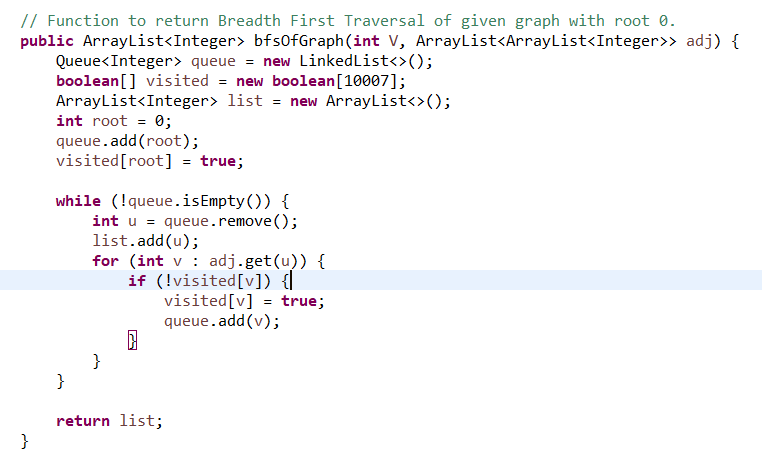 // Function to return Breadth First Traversal of given graph with root 0.
public ArrayList<Integer> bfsOfGraph(int V, ArrayList<ArrayList<Integer>> adj) {
    Queue<Integer> queue = new LinkedList<>();
    boolean[] visited = new boolean[10007];
    ArrayList<Integer> list = new ArrayList<>();
    int root = 0;
    queue.add(root);
    visited[root] = true;

    while (!queue.isEmpty()) {
        int u = queue.remove();
        list.add(u);
        for (int v : adj.get(u)) {
            if (!visited[v]) {
                visited[v] = true;
                queue.add(v);
            }
        }
    }

    return list;
}